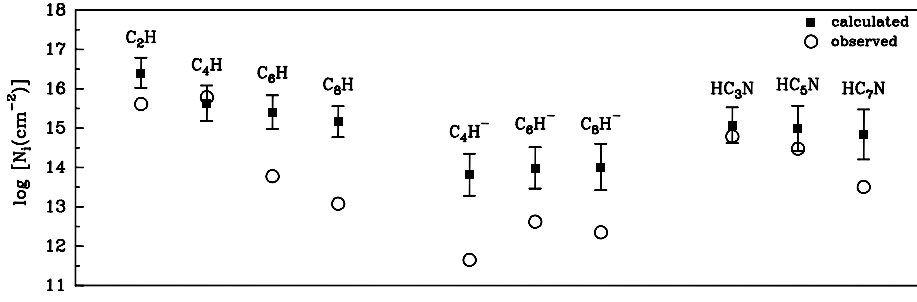 18
17
16
15
14
13
12
11
log [N_i(cm^−2)]
calculated
observed
C₂H
C₄H
C₆H
C₈H
C₄H⁻
C₆H⁻
C₈H⁻
HC₃N
HC₅N
HC₇N